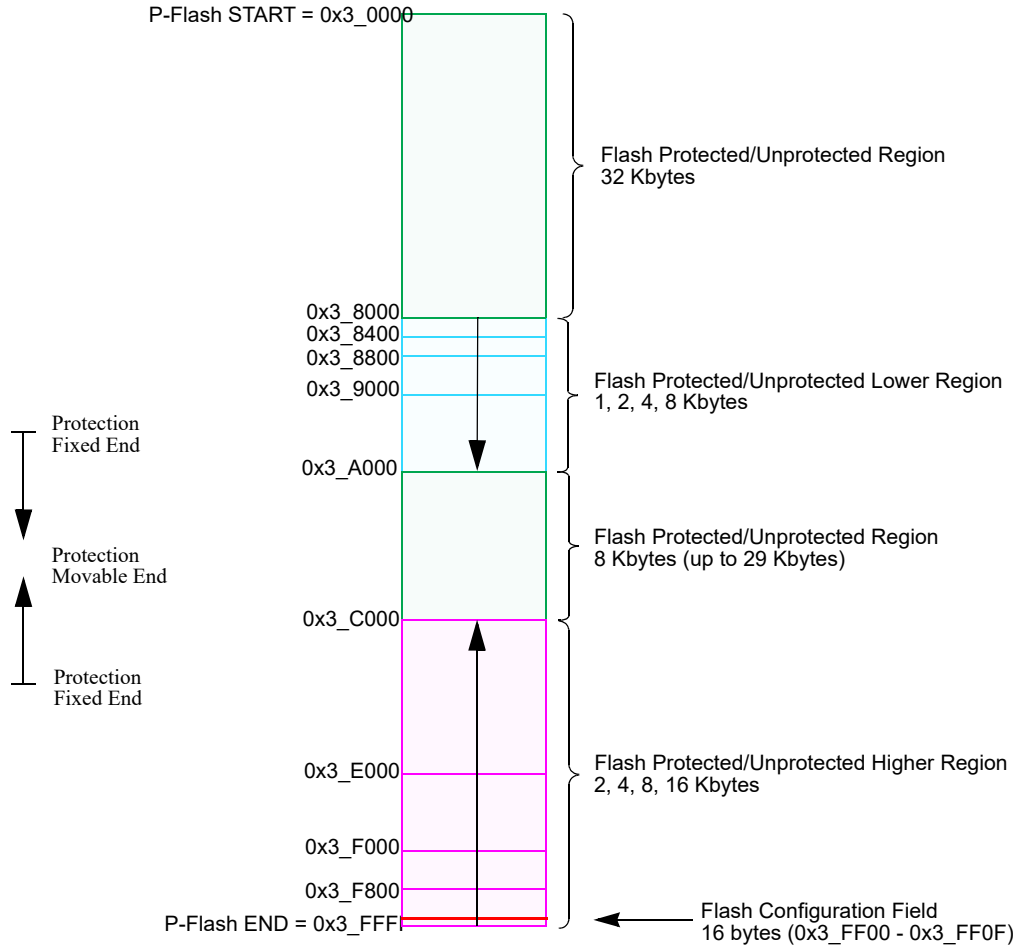 P-Flash START = 0x3_0000
Flash Protected/Unprotected Region
32 Kbytes
0x3_8000
0x3_8400
0x3_8800
0x3_9000
Flash Protected/Unprotected Lower Region
1, 2, 4, 8 Kbytes
Protection
Fixed End
0x3_A000
Flash Protected/Unprotected Region
8 Kbytes (up to 29 Kbytes)
Protection
Movable End
0x3_C000
Protection
Fixed End
0x3_E000
Flash Protected/Unprotected Higher Region
2, 4, 8, 16 Kbytes
0x3_F000
0x3_F800
P-Flash END = 0x3_FFF
Flash Configuration Field
16 bytes (0x3_FF00 - 0x3_FF0F)